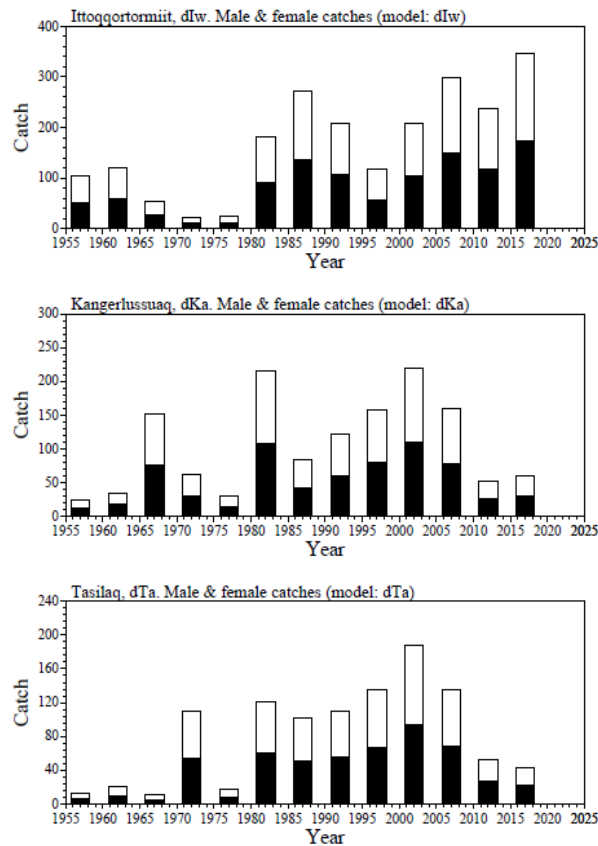 Ittoqqortormiit, dIw. Male & female catches (model: dIw)
400
300
200
100
0
Catch
1955 1960 1965 1970 1975 1980 1985 1990 1995 2000 2005 2010 2015 2020 2025
Year
Kangerlussuaq, dKa. Male & female catches (model: dKa)
300
250
200
150
100
50
0
Catch
1955 1960 1965 1970 1975 1980 1985 1990 1995 2000 2005 2010 2015 2020 2025
Year
Tasilaq, dTa. Male & female catches (model: dTa)
240
200
160
120
80
40
0
Catch
1955 1960 1965 1970 1975 1980 1985 1990 1995 2000 2005 2010 2015 2020 2025
Year